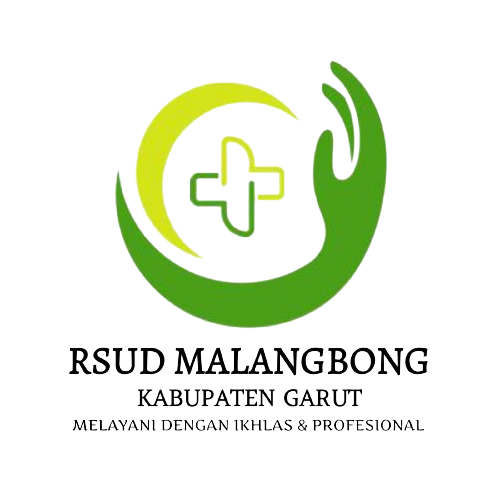 RSUD MALANGBONG
KABUPATEN GARUT
MELAYANI DENGAN IKHLAS & PROFESIONAL